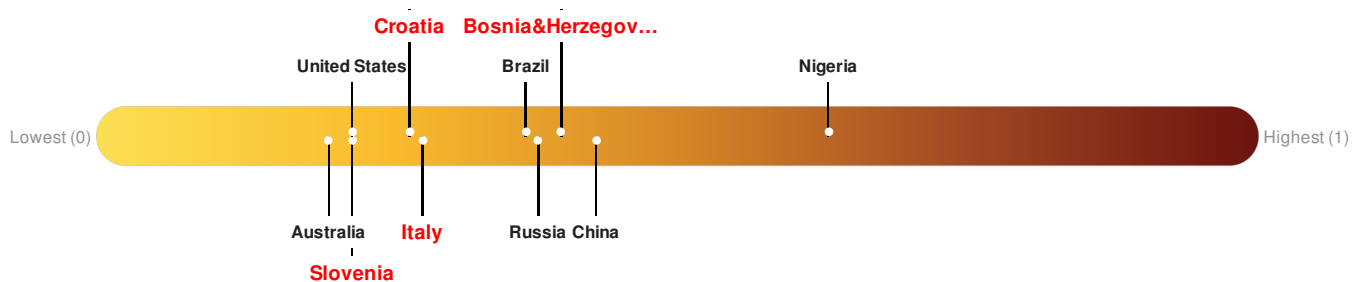 Croatia
Bosnia&Herzegov…
United States
Brazil
Nigeria
Lowest (0)
Highest (1)
Australia
Italy
Russia
China
Slovenia